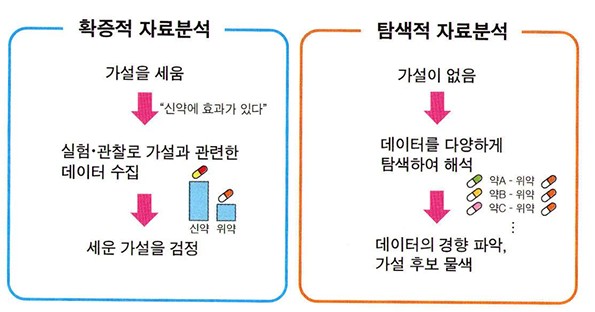 확증적 자료분석
가설을 세움
“신약에 효과가 있다”
실험·관찰로 가설과 관련한
데이터 수집
신약 위약
세운 가설을 검정
탐색적 자료분석
가설이 없음
데이터를 다양하게
탐색하여 해석
약A - 위약
약B - 위약
약C - 위약
⋮
데이터의 경향 파악,
가설 후보 물색